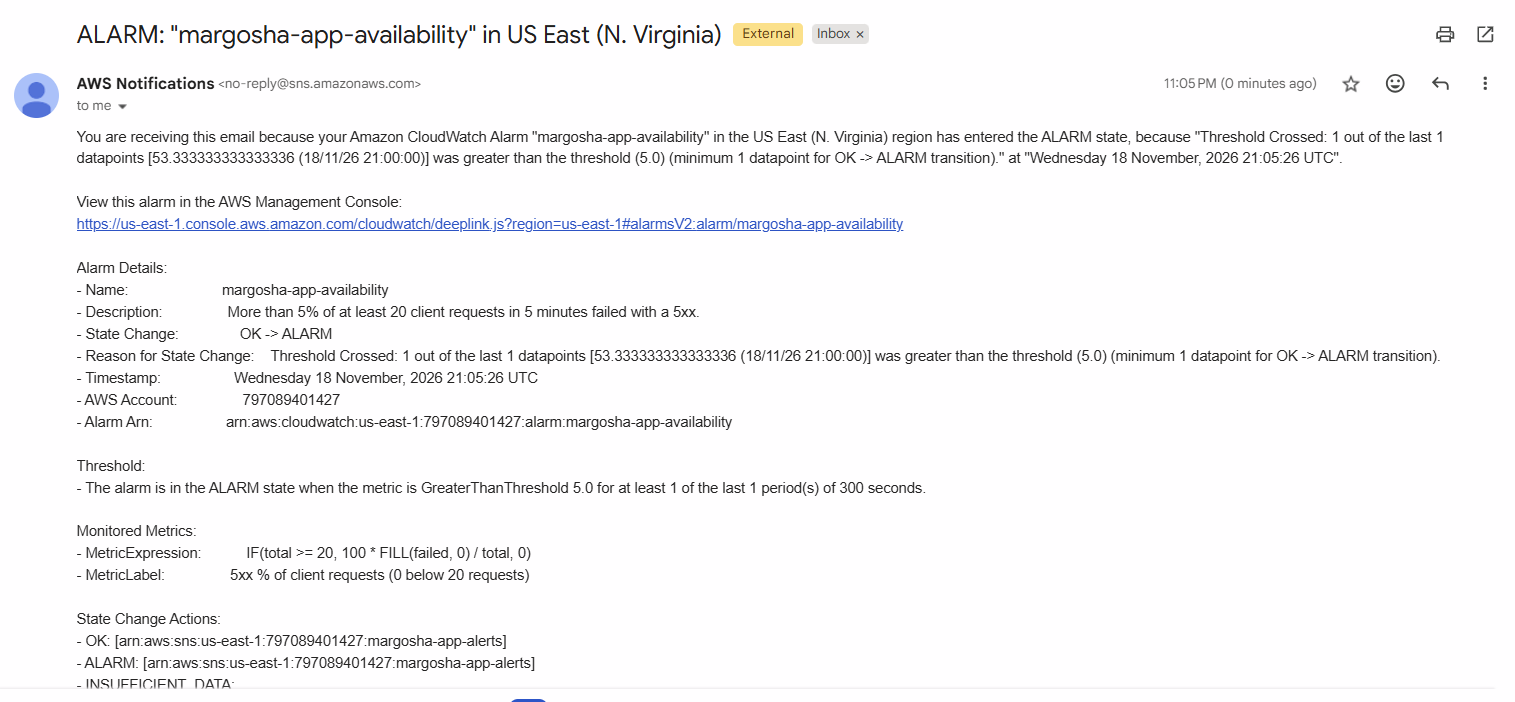 ALARM: "margosha-app-availability" in US East (N. Virginia) External Inbox ×
AWS Notifications <no-reply@sns.amazonaws.com> 11:05 PM (0 minutes ago)
to me
You are receiving this email because your Amazon CloudWatch Alarm "margosha-app-availability" in the US East (N. Virginia) region has entered the ALARM state, because "Threshold Crossed: 1 out of the last 1
datapoints [53.333333333333336 (18/11/26 21:00:00)] was greater than the threshold (5.0) (minimum 1 datapoint for OK -> ALARM transition)." at "Wednesday 18 November, 2026 21:05:26 UTC".
View this alarm in the AWS Management Console:
https://us-east-1.console.aws.amazon.com/cloudwatch/deeplink.js?region=us-east-1#alarmsV2:alarm/margosha-app-availability
Alarm Details:
- Name: margosha-app-availability
- Description: More than 5% of at least 20 client requests in 5 minutes failed with a 5xx.
- State Change: OK -> ALARM
- Reason for State Change: Threshold Crossed: 1 out of the last 1 datapoints [53.333333333333336 (18/11/26 21:00:00)] was greater than the threshold (5.0) (minimum 1 datapoint for OK -> ALARM transition).
- Timestamp: Wednesday 18 November, 2026 21:05:26 UTC
- AWS Account: 797089401427
- Alarm Arn: arn:aws:cloudwatch:us-east-1:797089401427:alarm:margosha-app-availability
Threshold:
- The alarm is in the ALARM state when the metric is GreaterThanThreshold 5.0 for at least 1 of the last 1 period(s) of 300 seconds.
Monitored Metrics:
- MetricExpression: IF(total >= 20, 100 * FILL(failed, 0) / total, 0)
- MetricLabel: 5xx % of client requests (0 below 20 requests)
State Change Actions:
- OK: [arn:aws:sns:us-east-1:797089401427:margosha-app-alerts]
- ALARM: [arn:aws:sns:us-east-1:797089401427:margosha-app-alerts]
- INSUFFICIENT_DATA: